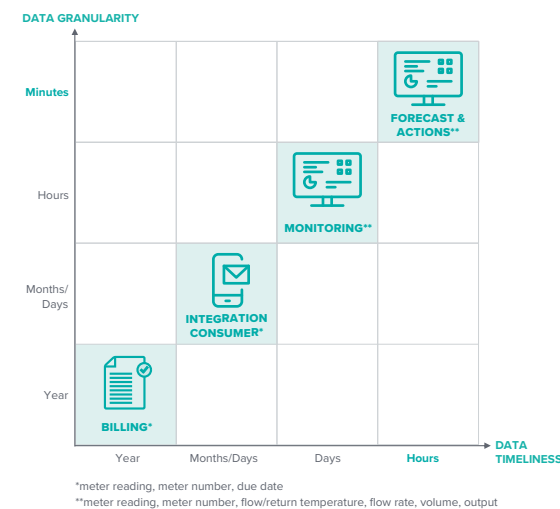 DATA GRANULARITY
Minutes
FORECAST &
ACTIONS**
Hours
MONITORING**
Months/
Days
INTEGRATION
CONSUMER*
Year
BILLING*
Year
Months/Days
Days
Hours
DATA
TIMELINESS
*meter reading, meter number, due date
**meter reading, meter number, flow/return temperature, flow rate, volume, output